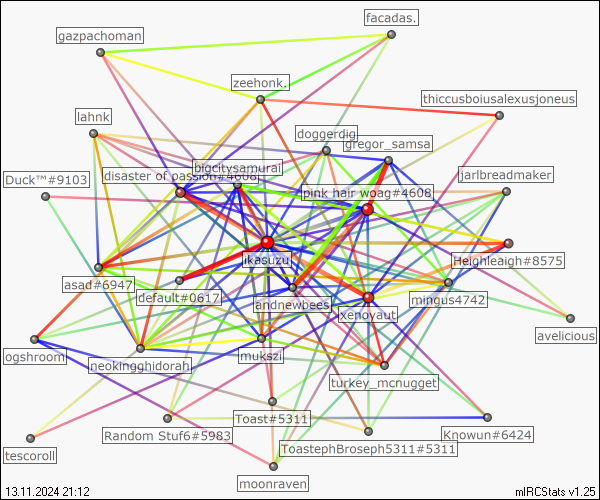 facadas.
gazpachoman
zeehonk.
thiccusboiusalexusjoneus
lahnk
doggerdig
gregor_samsa
bigcitysamurai
disaster of passion#4608
jarlbreadmaker
Duck™#9103
pink hair woag#4608
ikasuzu
Heighleaigh#8575
asad#6947
default#0617
andnewbees
mingus4742
xenoyaut
avelicious
ogshroom
mukszi
neokingghidorah
turkey_mcnugget
Toast#5311
Random Stuf6#5983
Knowun#6424
ToastephBroseph5311#5311
tescoroll
moonraven
13.11.2024 21:12
mIRCStats v1.25